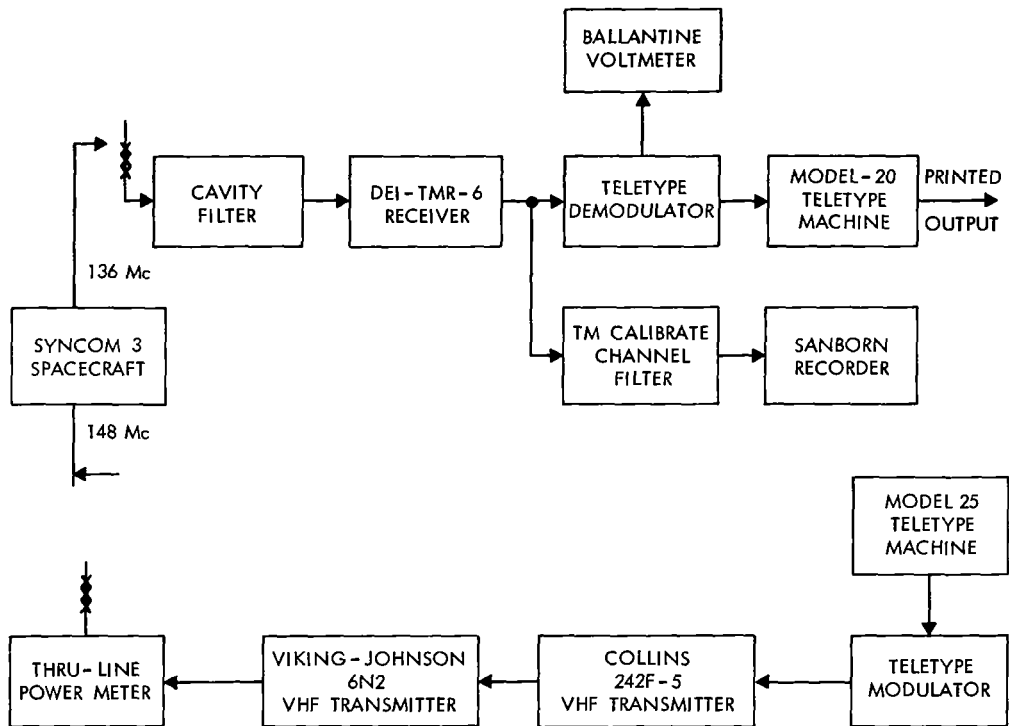 BALLANTINE
VOLTMETER
CAVITY
FILTER
DEI-TMR-6
RECEIVER
TELETYPE
DEMODULATOR
MODEL-20
TELETYPE
MACHINE
PRINTED
OUTPUT
136 Mc
SYNCOM 3
SPACECRAFT
TM CALIBRATE
CHANNEL
FILTER
SANBORN
RECORDER
148 Mc
MODEL 25
TELETYPE
MACHINE
THRU-LINE
POWER METER
VIKING-JOHNSON
6N2
VHF TRANSMITTER
COLLINS
242F-5
VHF TRANSMITTER
TELETYPE
MODULATOR